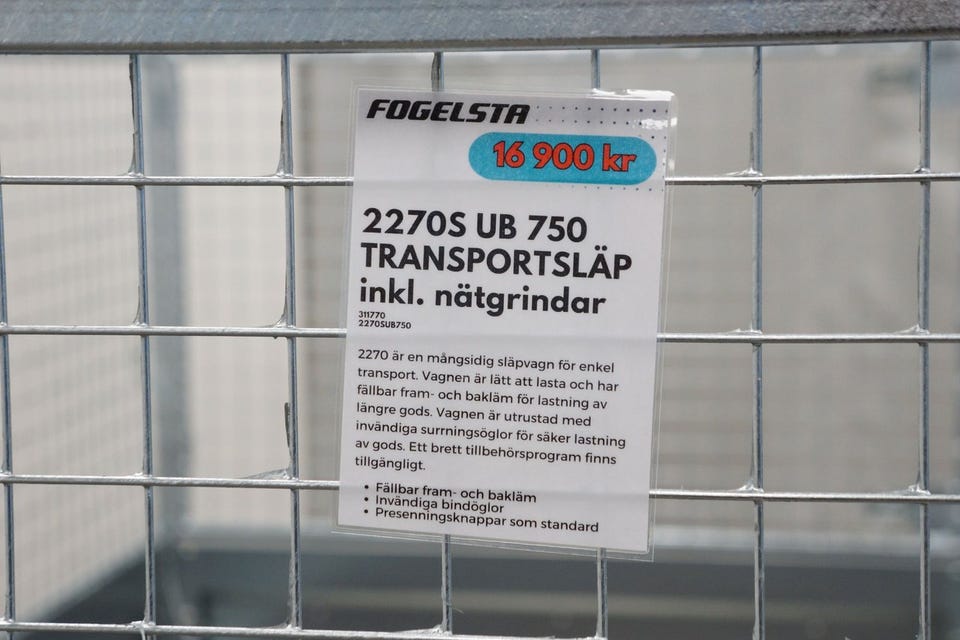 FOGELSTA
16 900 kr
2270S UB 750
TRANSPORTSLÄP
inkl. nätgrindar
311770
2270SUB750
2270 är en mångsidig släpvagn för enkel
transport. Vagnen är lätt att lasta och har
fällbar fram- och bakläm för lastning av
längre gods. Vagnen är utrustad med
invändiga surrningsöglor för säker lastning
av gods. Ett brett tillbehörsprogram finns
tillgängligt.
• Fällbar fram- och bakläm
• Invändiga bindöglor
• Presenningsknappar som standard